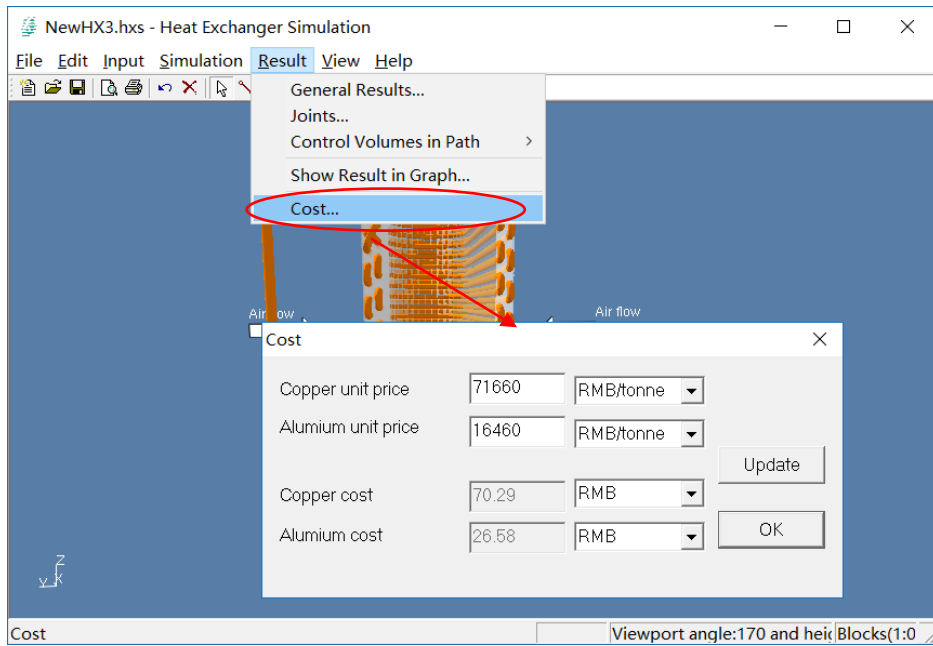 NewHX3.hxs - Heat Exchanger Simulation
File Edit Input Simulation Result View Help
General Results...
Joints...
Control Volumes in Path
Show Result in Graph...
Cost...
Air flow
Air flow
Cost
Copper unit price 71660 RMB/tonne
Alumium unit price 16460 RMB/tonne
Update
Copper cost 70.29 RMB
Alumium cost 26.58 RMB
OK
Z
Y X
Cost Viewport angle:170 and heig Blocks(1:0